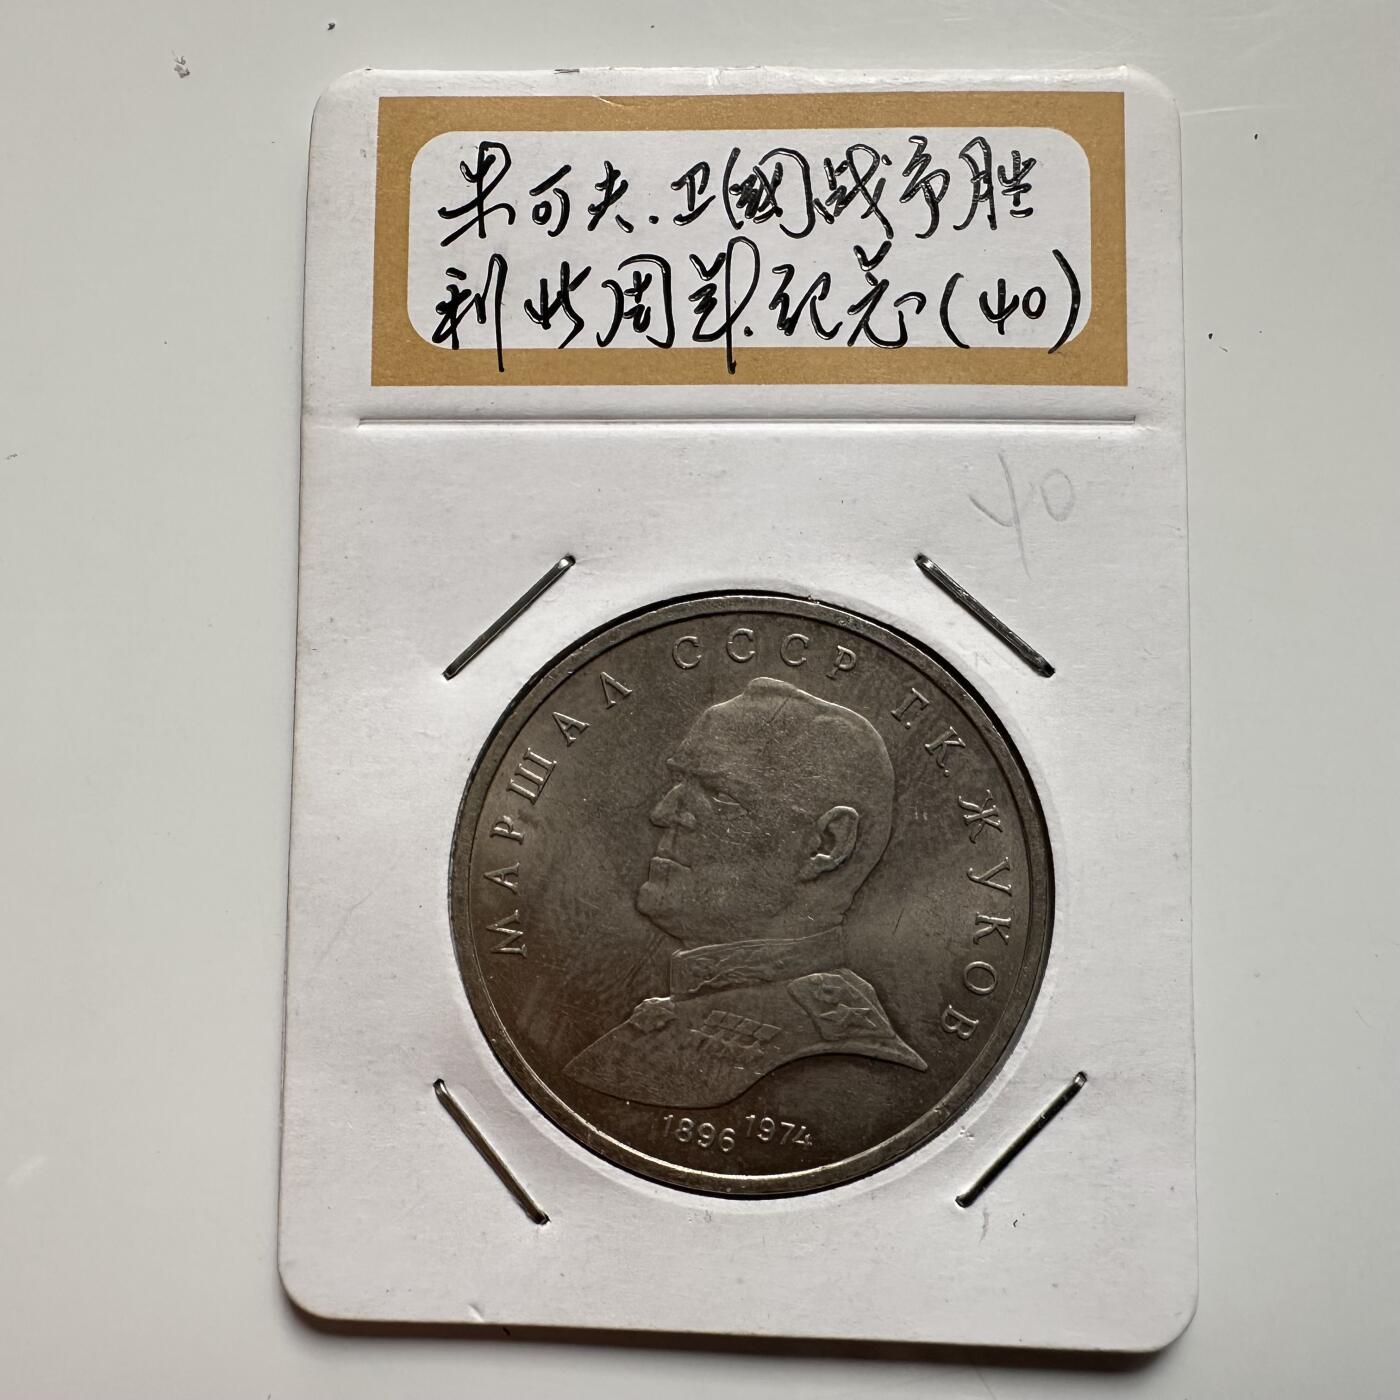 朱可夫.卫(國)战争胜
利45周年.纪念(40)
40
МАРШАЛ СССР Г.К.ЖУКОВ
1896 1974